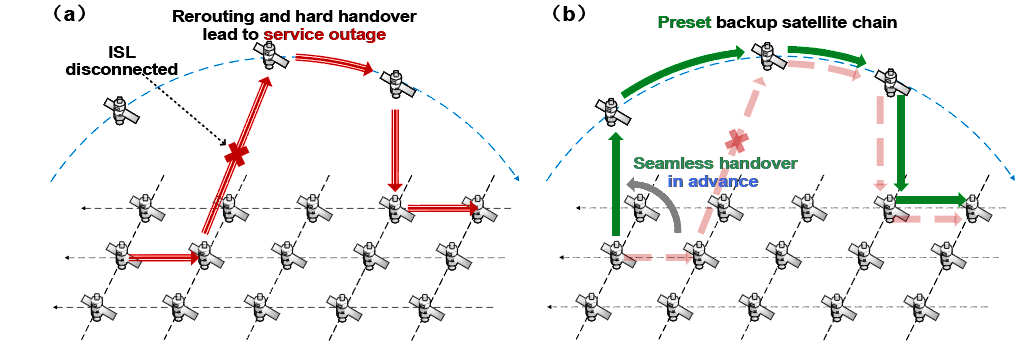 (a)
Rerouting and hard handover
lead to service outage
ISL
disconnected
(b)
Preset backup satellite chain
Seamless handover
in advance